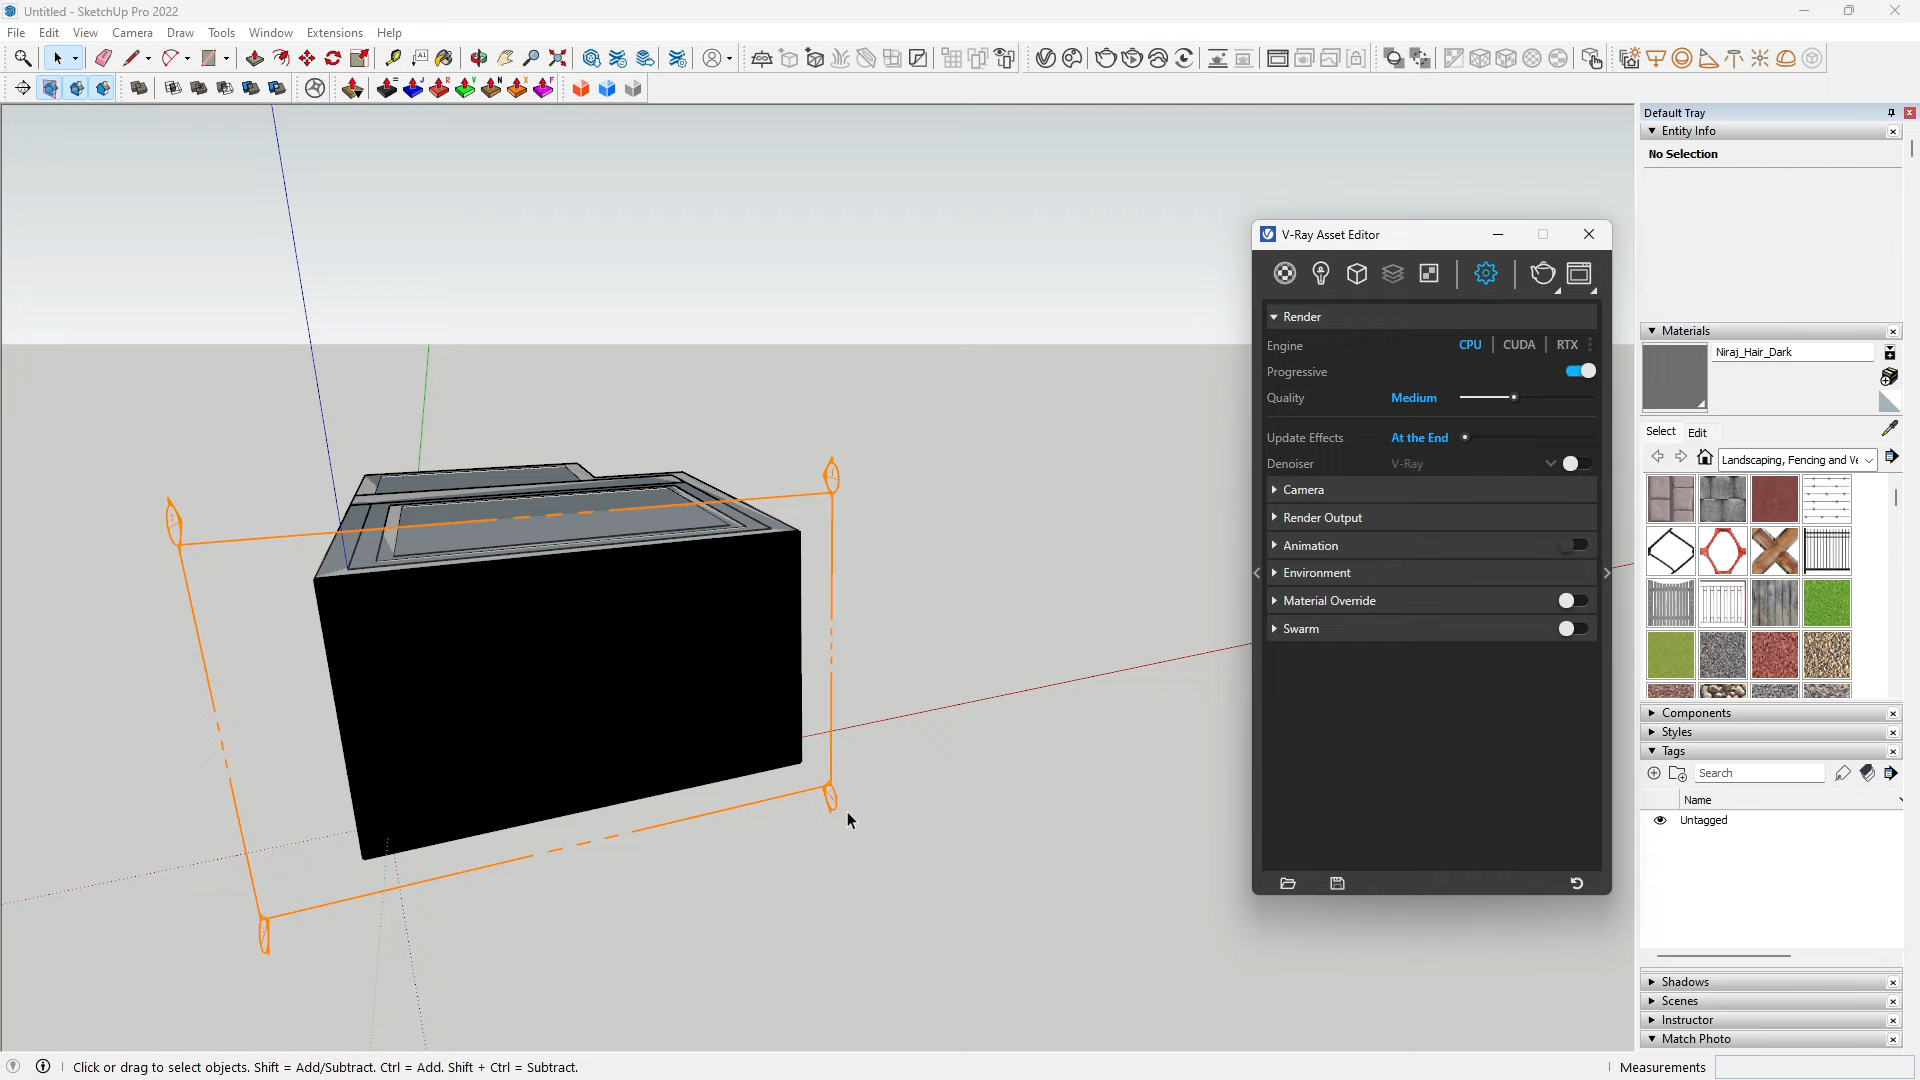 Untitled - SketchUp Pro 2022
File Edit View Camera Draw Tools Window Extensions Help
Default Tray
Entity Info
No Selection
V-Ray Asset Editor
Render
Engine CPU CUDA RTX
Progressive
Quality Medium
Update Effects At the End
Denoiser V-Ray
Camera
Render Output
Animation
Environment
Material Override
Swarm
Materials
Niraj_Hair_Dark
Select Edit
Landscaping, Fencing and Ve
Components
Styles
Tags
Search
Name
Untagged
Shadows
Scenes
Instructor
Match Photo
Click or drag to select objects. Shift = Add/Subtract. Ctrl = Add. Shift + Ctrl = Subtract.
Measurements